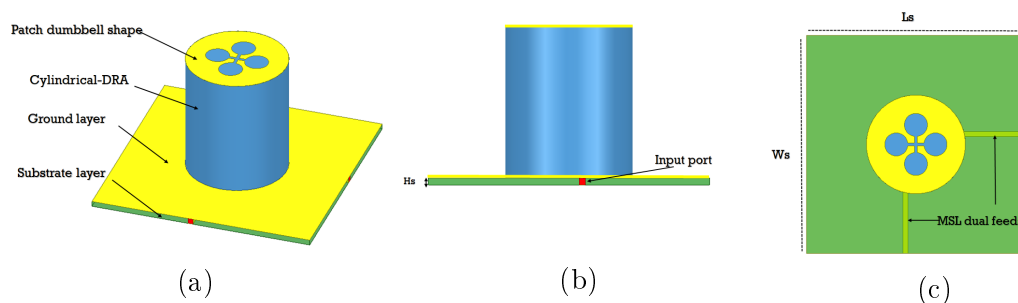 Patch dumbbell shape
Cylindrical-DRA
Ground layer
Substrate layer
(a)
Input port
Hs
(b)
Ls
Ws
MSL dual feed
(c)